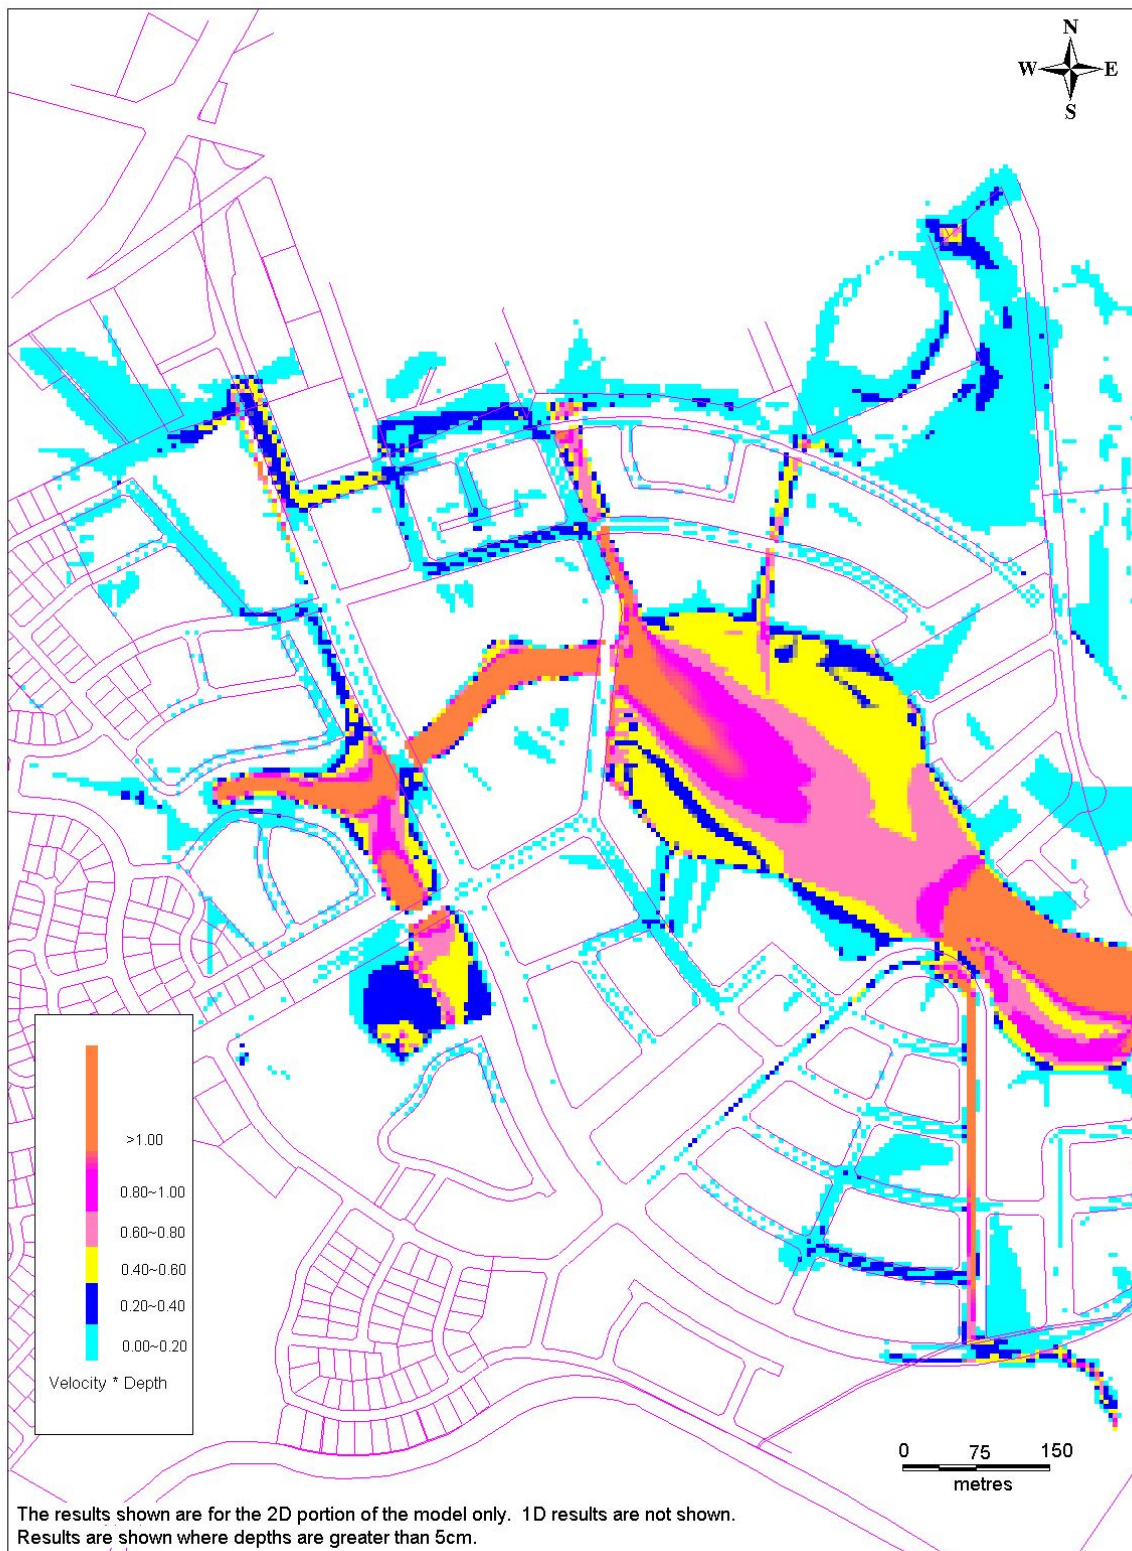 N
W E
S
>1.00
0.80~1.00
0.60~0.80
0.40~0.60
0.20~0.40
0.00~0.20
Velocity * Depth
0 75 150
metres
The results shown are for the 2D portion of the model only. 1D results are not shown.
Results are shown where depths are greater than 5cm.